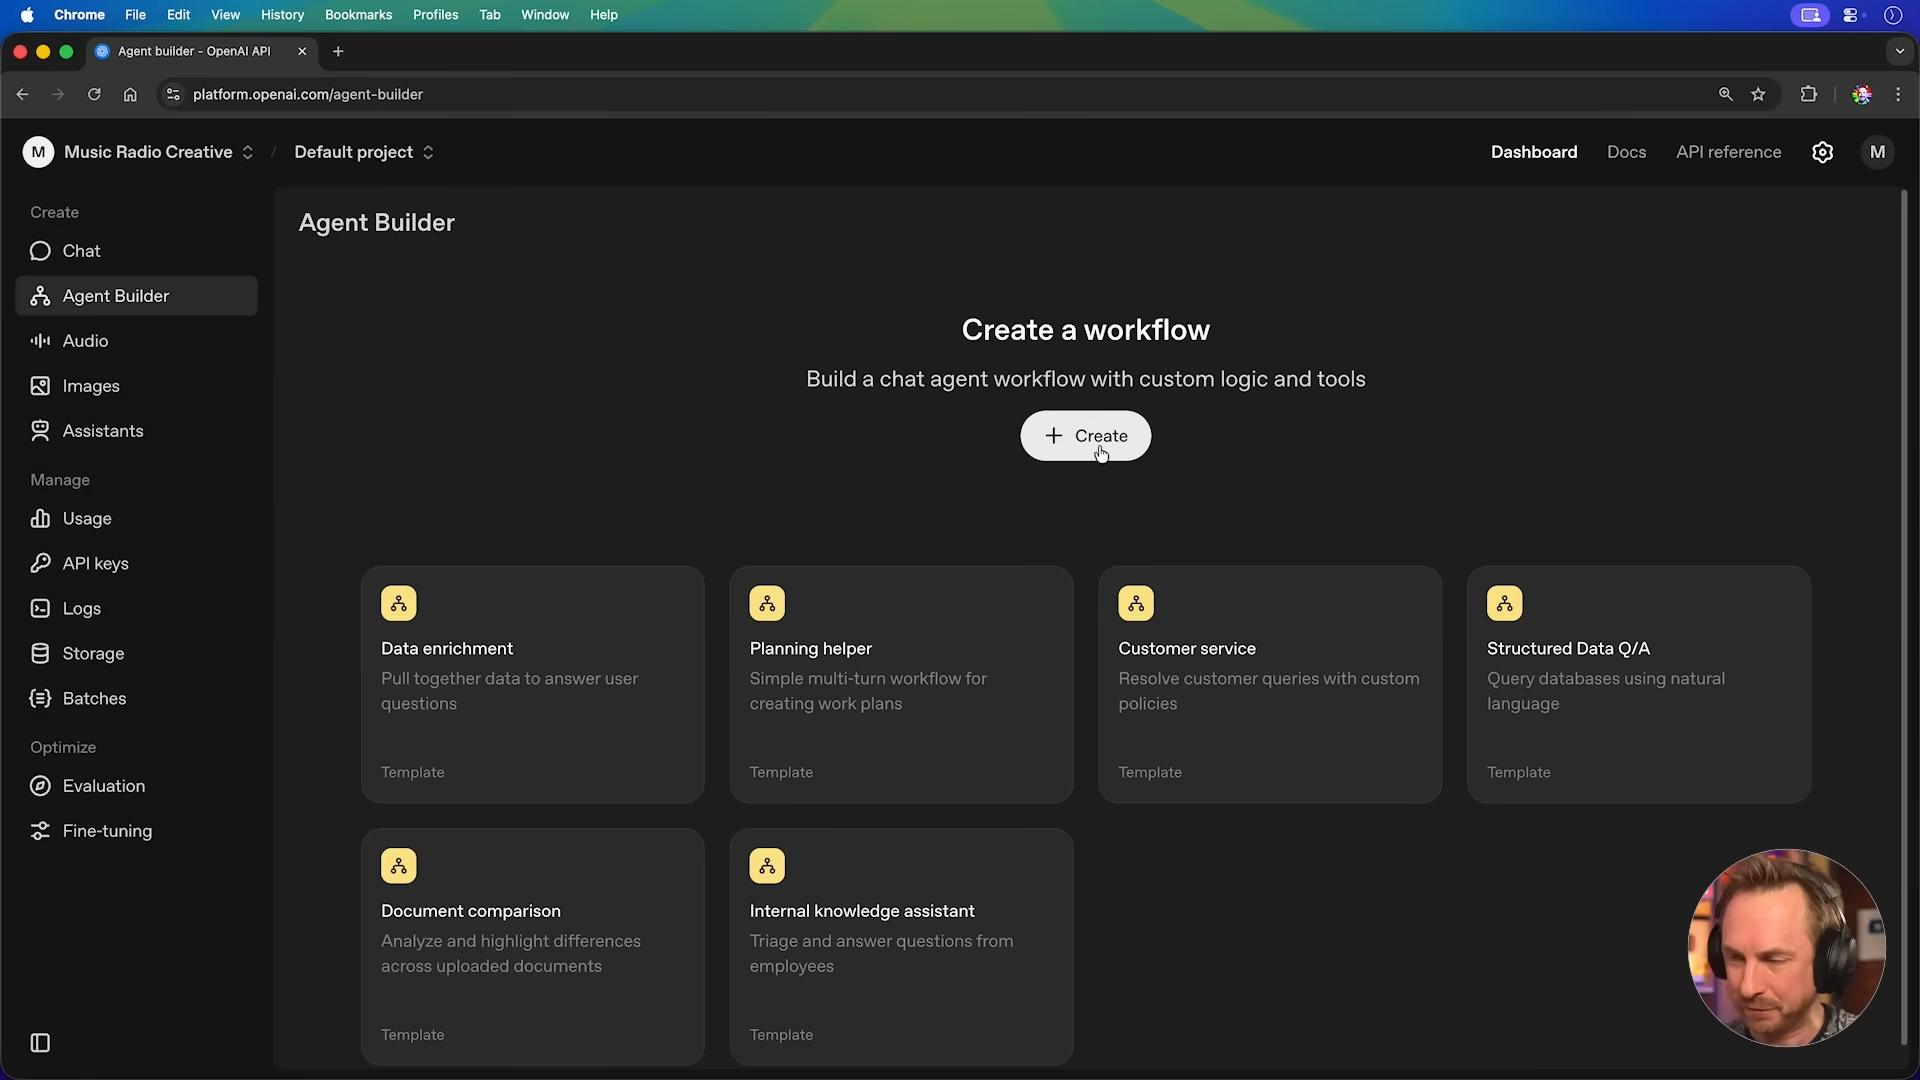 Chrome File Edit View History Bookmarks Profiles Tab Window Help
Agent builder - OpenAI API
platform.openai.com/agent-builder
M Music Radio Creative / Default project Dashboard Docs API reference M
Create
Chat
Agent Builder
Audio
Images
Assistants
Manage
Usage
API keys
Logs
Storage
Batches
Optimize
Evaluation
Fine-tuning
Agent Builder
Create a workflow
Build a chat agent workflow with custom logic and tools
+ Create
Data enrichment
Pull together data to answer user
questions
Template
Planning helper
Simple multi-turn workflow for
creating work plans
Template
Customer service
Resolve customer queries with custom
policies
Template
Structured Data Q/A
Query databases using natural
language
Template
Document comparison
Analyze and highlight differences
across uploaded documents
Template
Internal knowledge assistant
Triage and answer questions from
employees
Template